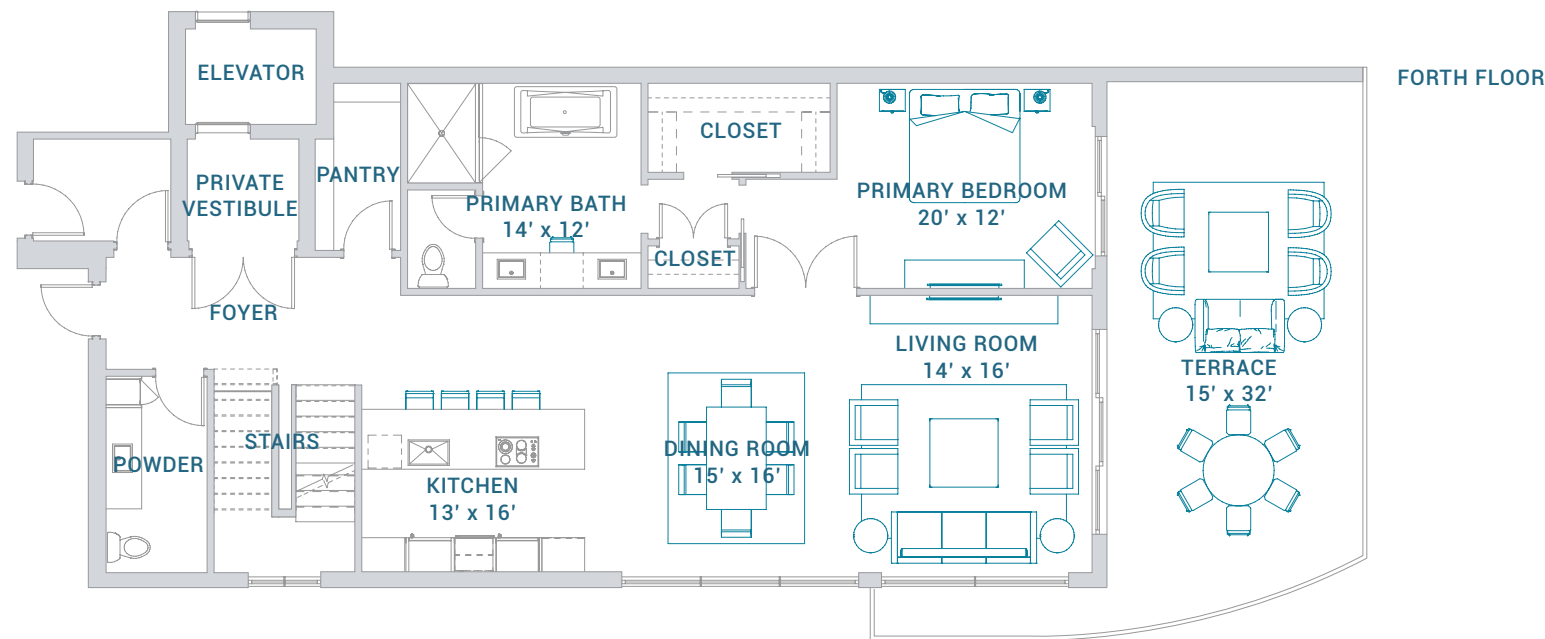 ELEVATOR
FORTH FLOOR
CLOSET
PRIVATE
VESTIBULE
PANTRY
PRIMARY BATH
14' x 12'
PRIMARY BEDROOM
20' x 12'
CLOSET
FOYER
LIVING ROOM
14' x 16'
TERRACE
15' x 32'
STAIRS
POWDER
KITCHEN
13' x 16'
DINING ROOM
15' x 16'